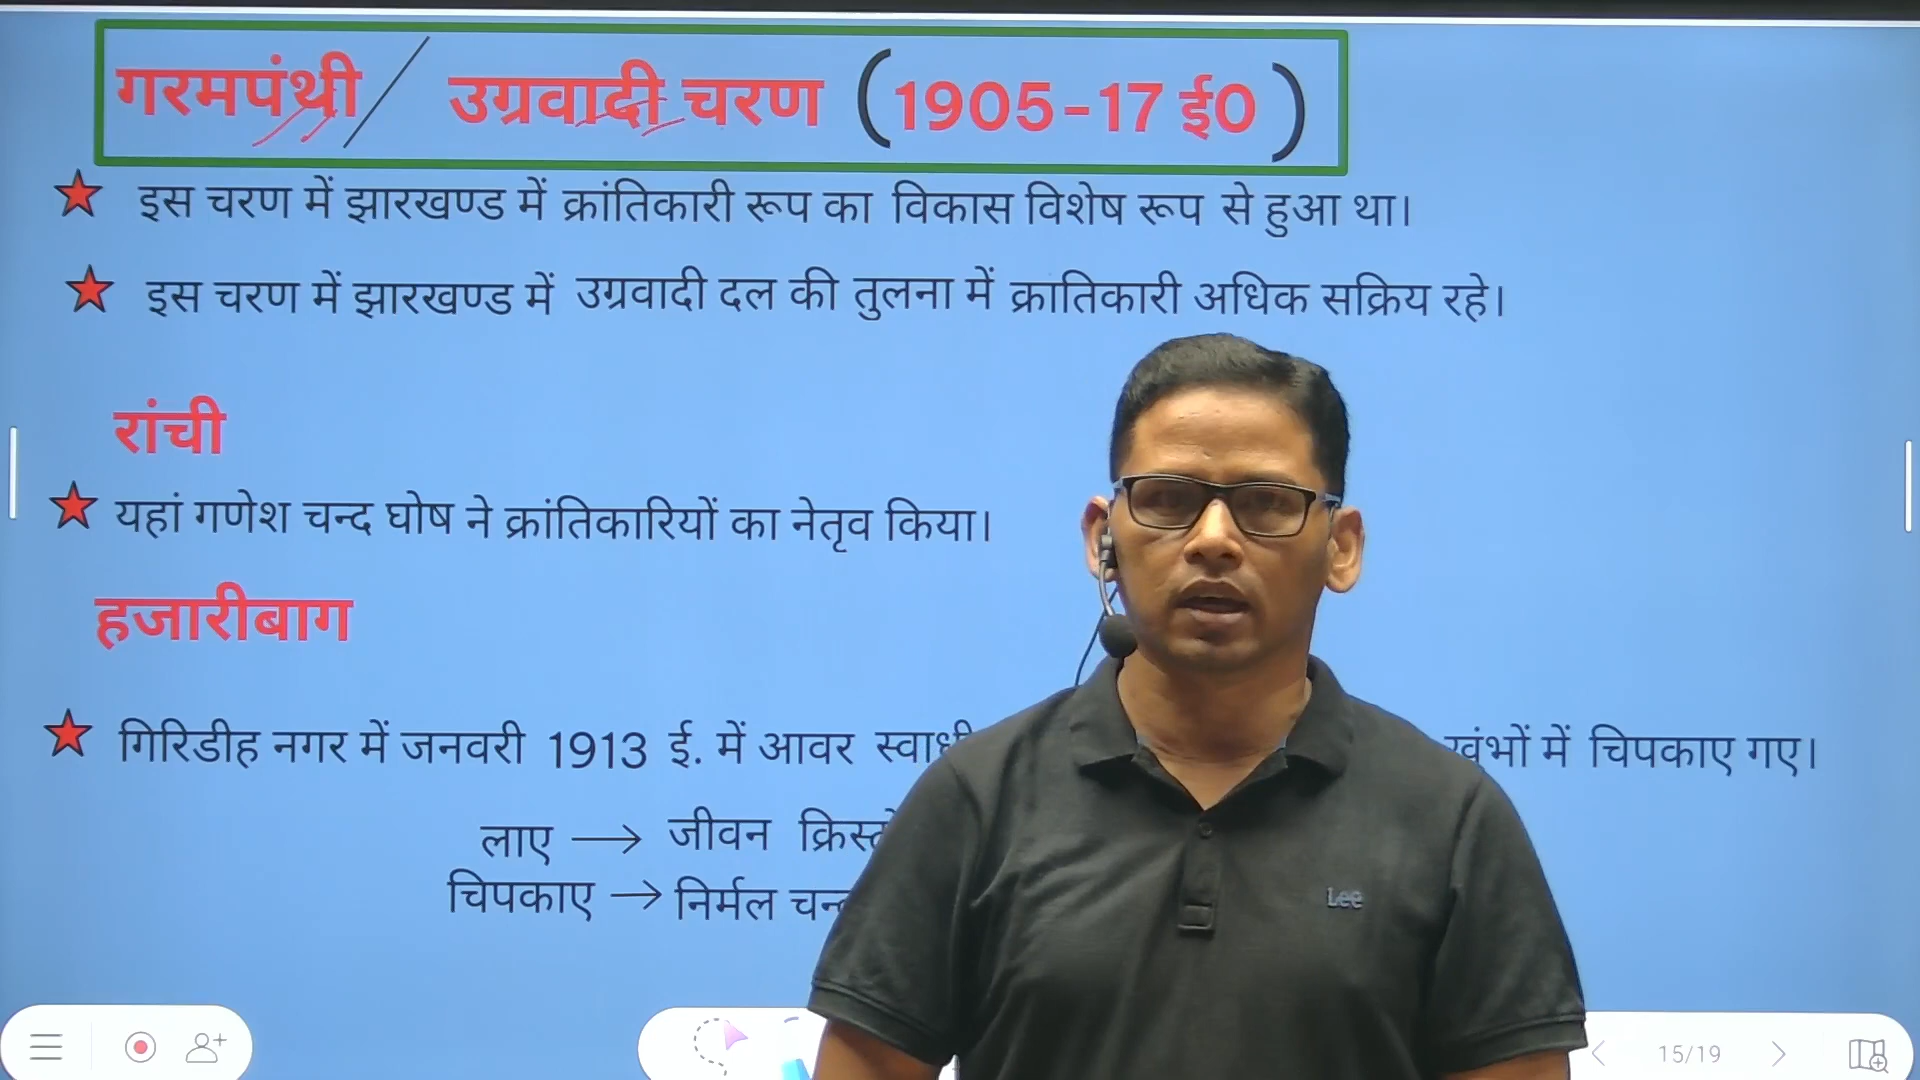 गरमपंथी/ उग्रवादी चरण (1905-17 ई0)
★ इस चरण में झारखण्ड में क्रांतिकारी रूप का विकास विशेष रूप से हुआ था।
★ इस चरण में झारखण्ड में उग्रवादी दल की तुलना में क्रातिकारी अधिक सक्रिय रहे।
रांची
★ यहां गणेश चन्द घोष ने क्रांतिकारियों का नेतृव किया।
हजारीबाग
★ गिरिडीह नगर में जनवरी 1913 ई. में आवर खंभों में चिपकाए गए।
लाए → जीवन
चिपकाए → निर्मल
Lee
15/19